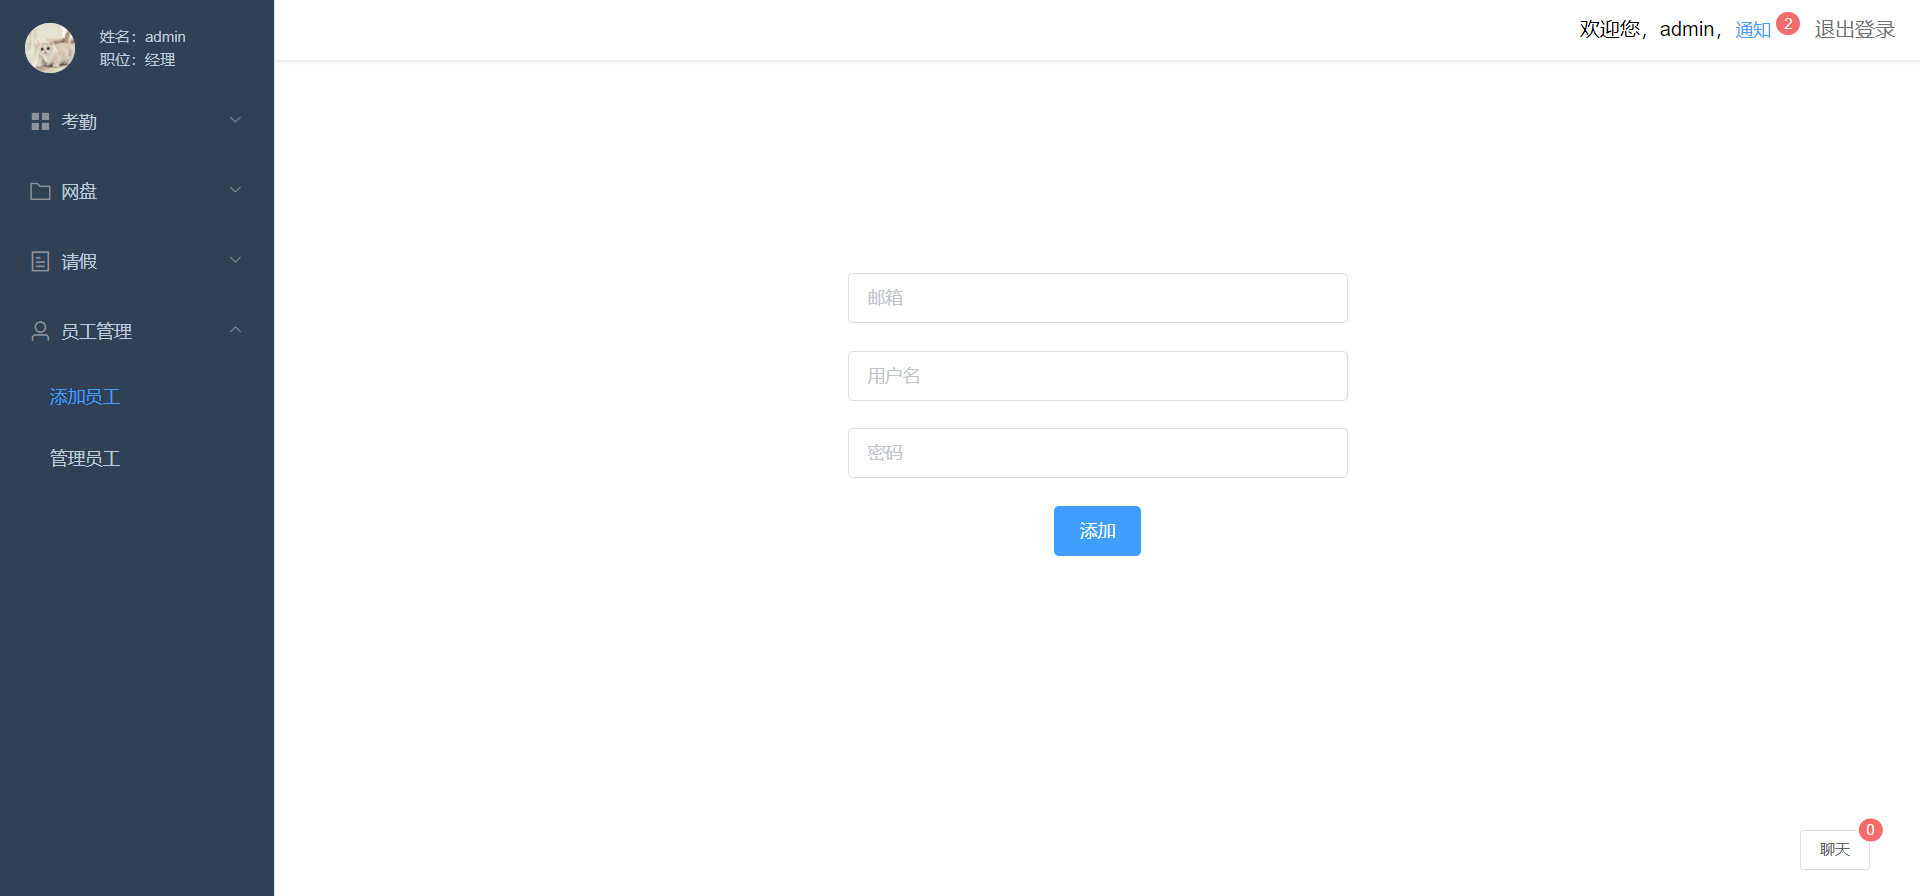 姓名：admin
职位：经理
考勤
网盘
请假
员工管理
添加员工
管理员工
欢迎您，admin，通知 2 退出登录
邮箱
用户名
密码
添加
聊天 0